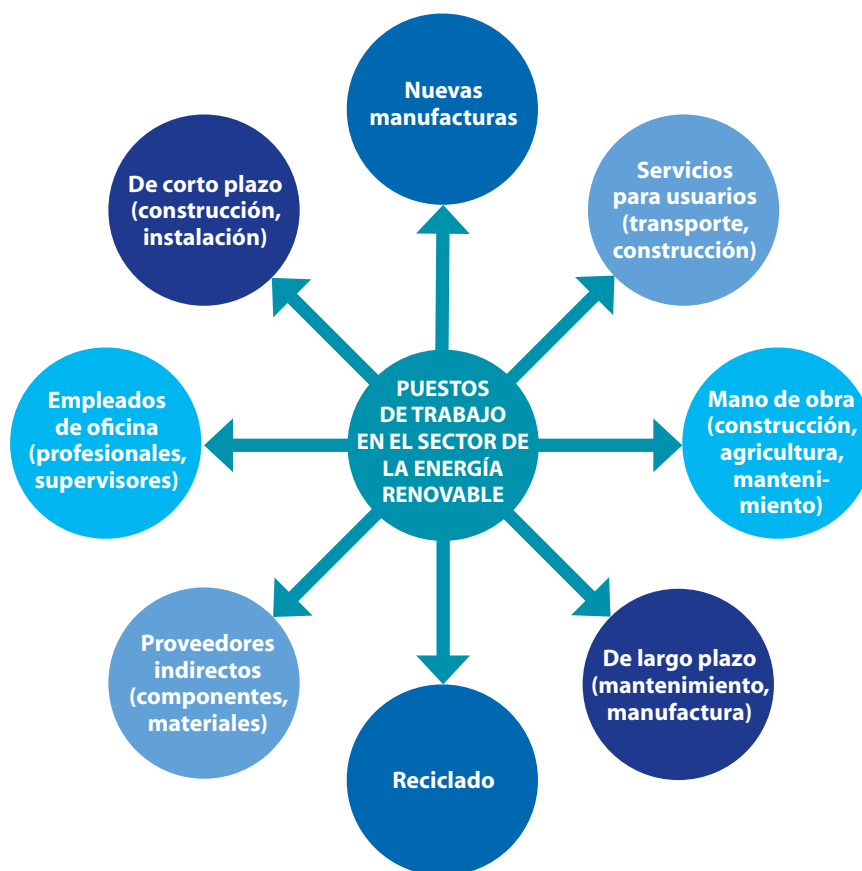 Nuevas
manufacturas
Servicios
para usuarios
(transporte,
construcción)
Mano de obra
(construcción,
agricultura,
manteni-
miento)
De largo plazo
(mantenimiento,
manufactura)
Reciclado
Proveedores
indirectos
(componentes,
materiales)
Empleados
de oficina
(profesionales,
supervisores)
De corto plazo
(construcción,
instalación)
PUESTOS
DE TRABAJO
EN EL SECTOR DE
LA ENERGÍA
RENOVABLE